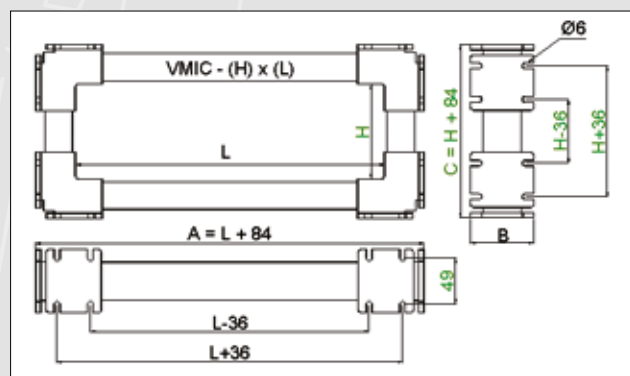 Ø6
VMIC - (H) x (L)
L
H
C = H + 84
H-36
H+36
A = L + 84
B
49
L-36
L+36